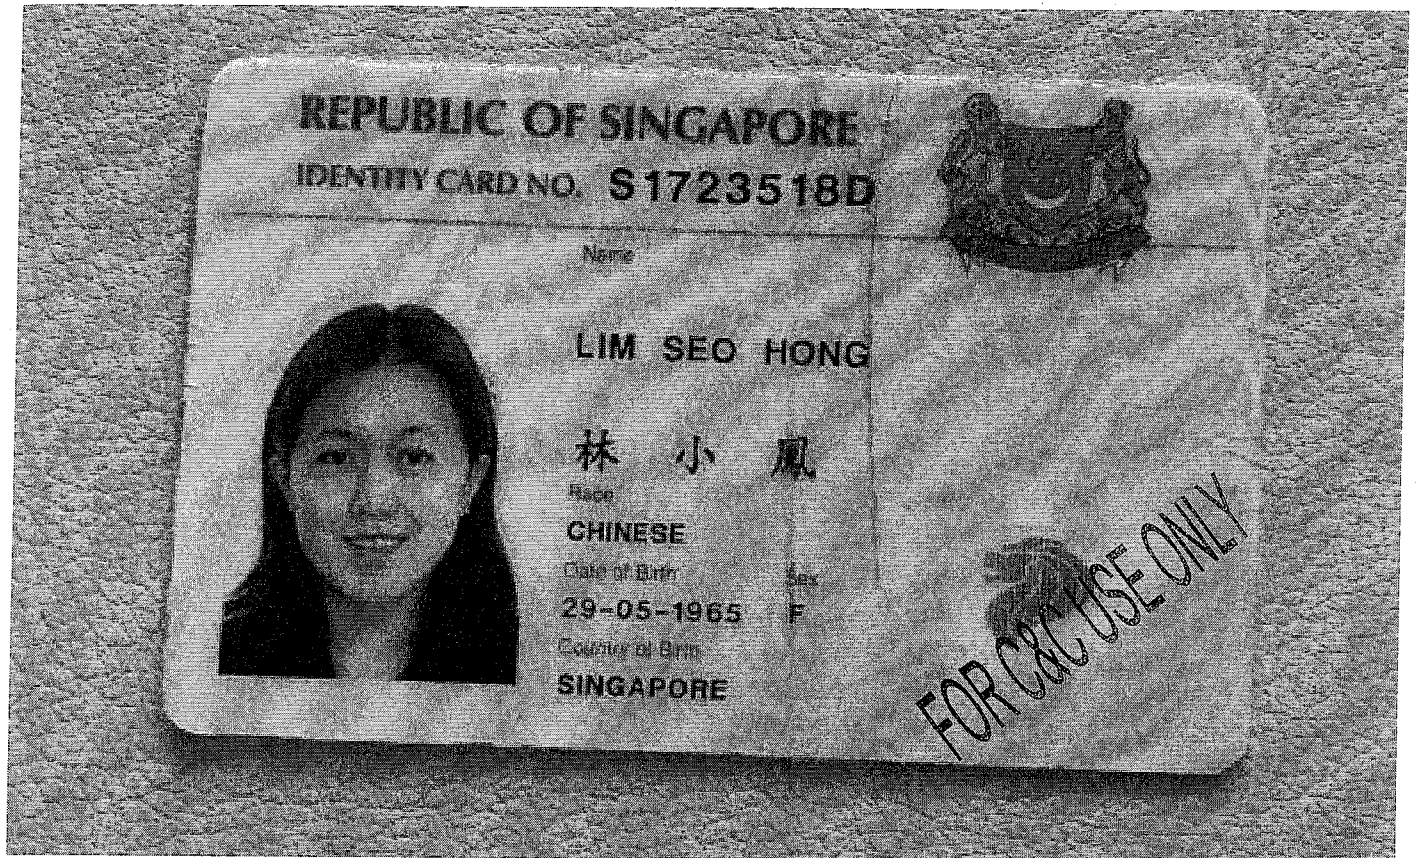 REPUBLIC OF SINGAPORE
IDENTITY CARD NO. S1723518D
Name
LIM SEO HONG
林 小 鳳
Race
CHINESE
Date of Birth Sex
29-05-1965 F
Country of Birth
SINGAPORE
FOR C&C USE ONLY